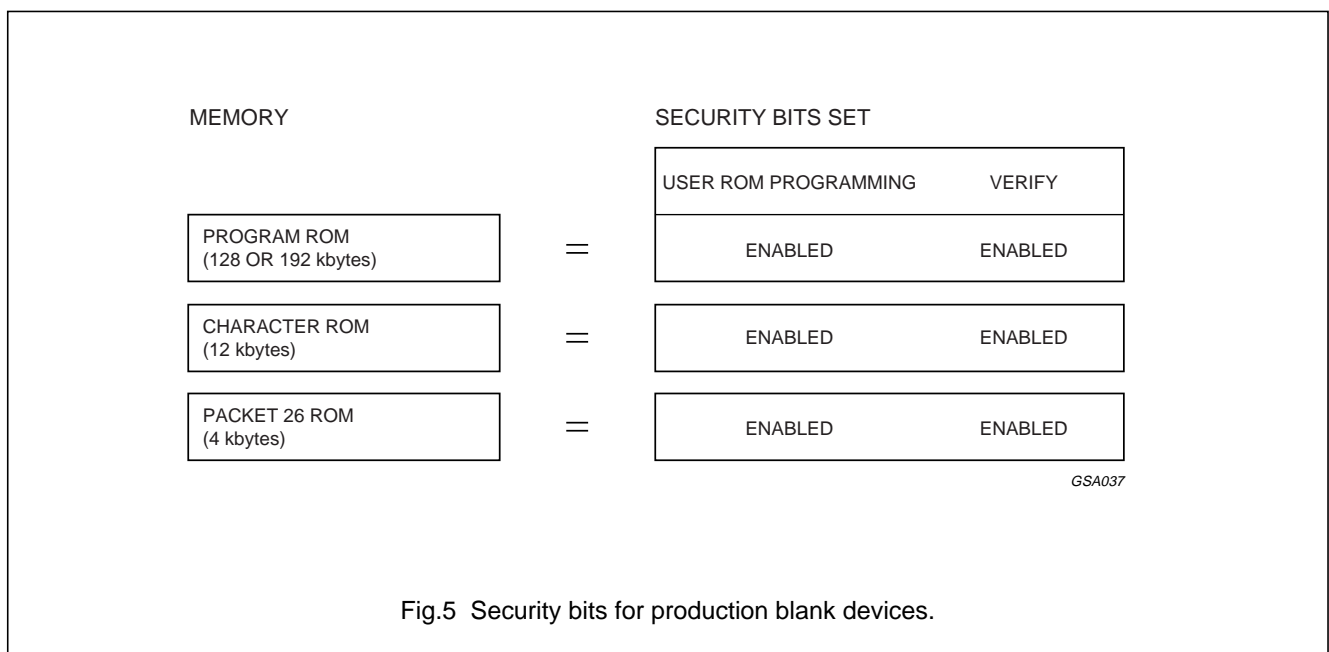 MEMORY
SECURITY BITS SET
USER ROM PROGRAMMING VERIFY
PROGRAM ROM
(128 OR 192 kbytes)
= ENABLED ENABLED
CHARACTER ROM
(12 kbytes)
= ENABLED ENABLED
PACKET 26 ROM
(4 kbytes)
= ENABLED ENABLED
GSA037
Fig.5 Security bits for production blank devices.